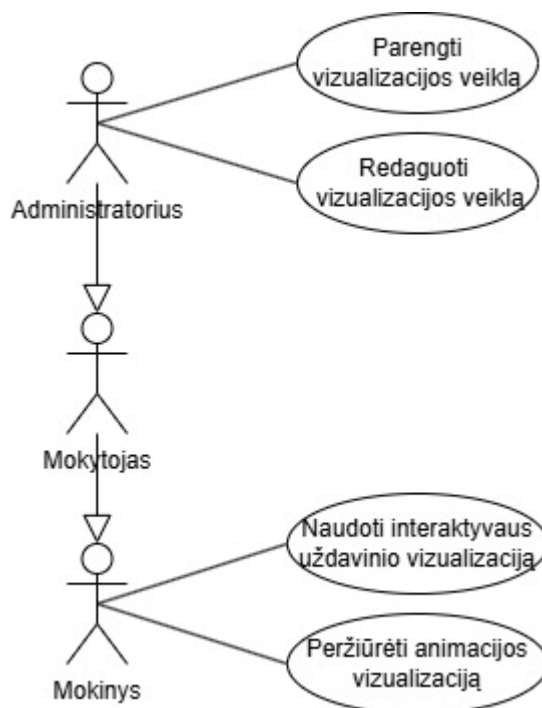 Parengti
vizualizacijos veiklą
Redaguoti
vizualizacijos veiklą
Administratorius
Mokytojas
Naudoti interaktyvaus
uždavinio vizualizaciją
Peržiūrėti animacijos
vizualizaciją
Mokinys